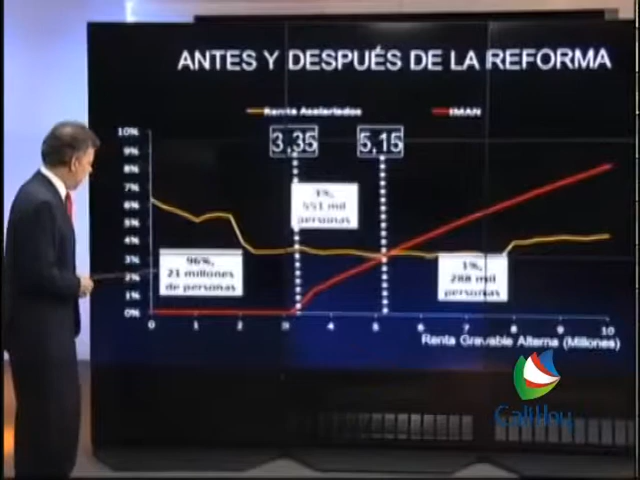 ANTES Y DESPUÉS DE LA REFORMA
Renta Asalariados IMAN
3,35 5,15
10%
9%
8%
7%
6%
5%
4%
3%
2%
1%
0%
551 mil
personas
96%,
21 millones
de personas
1%,
288 mil
personas
0 1 2 3 4 5 6 7 8 9 10
Renta Gravable Alterna (Millones)
CaliHoy